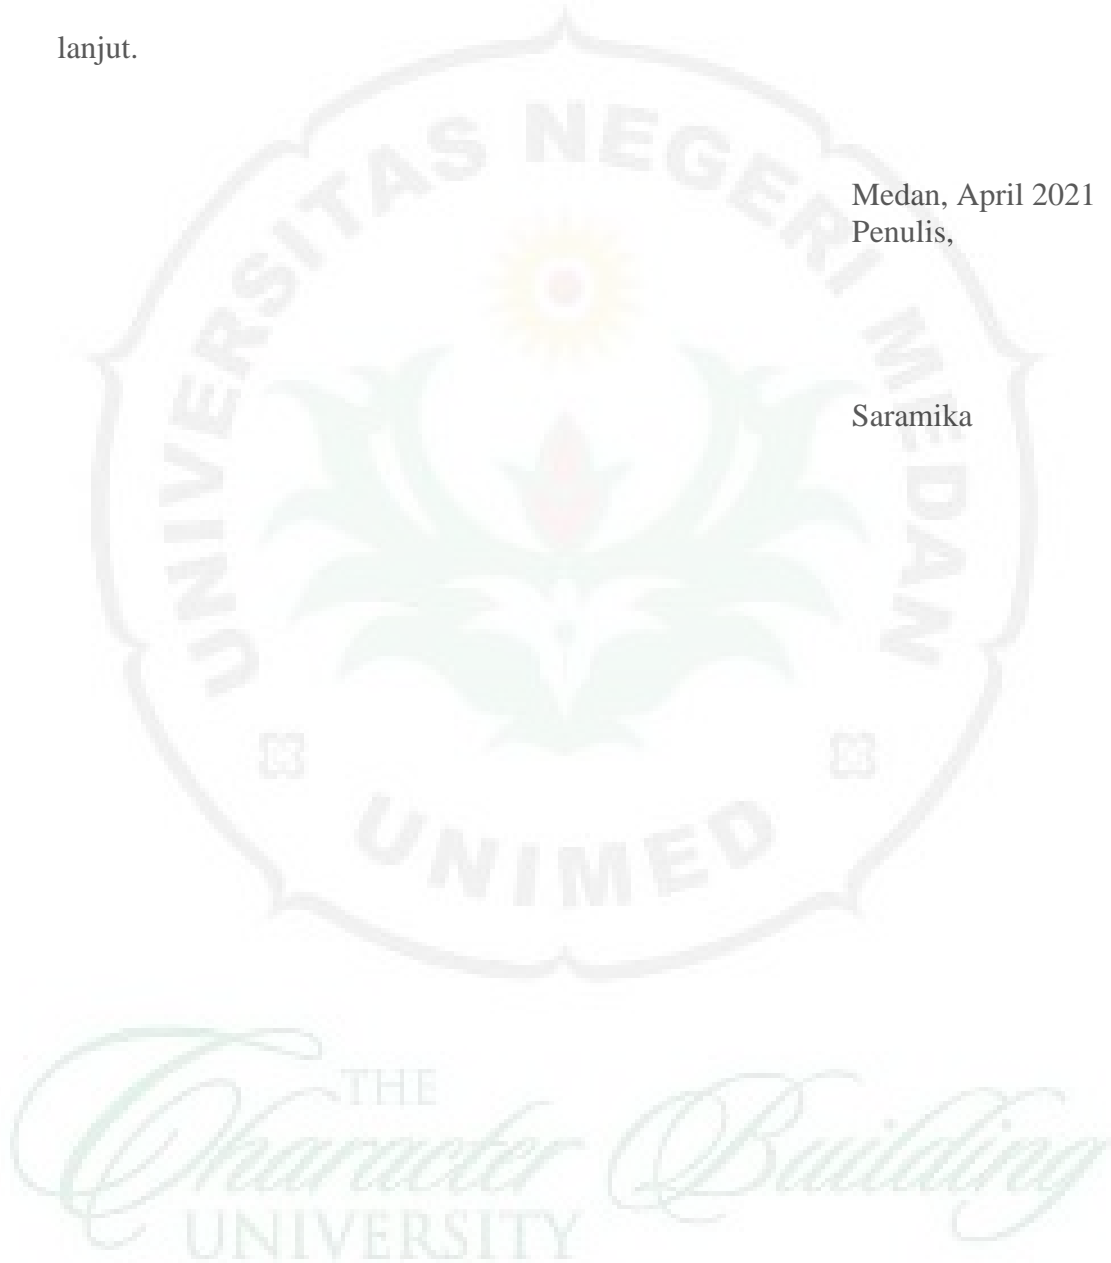 lanjut.
UNIVERSITAS NEGERI MEDAN
Medan, April 2021
Penulis,
Saramika
UNIMED
THE
Character Building
UNIVERSITY